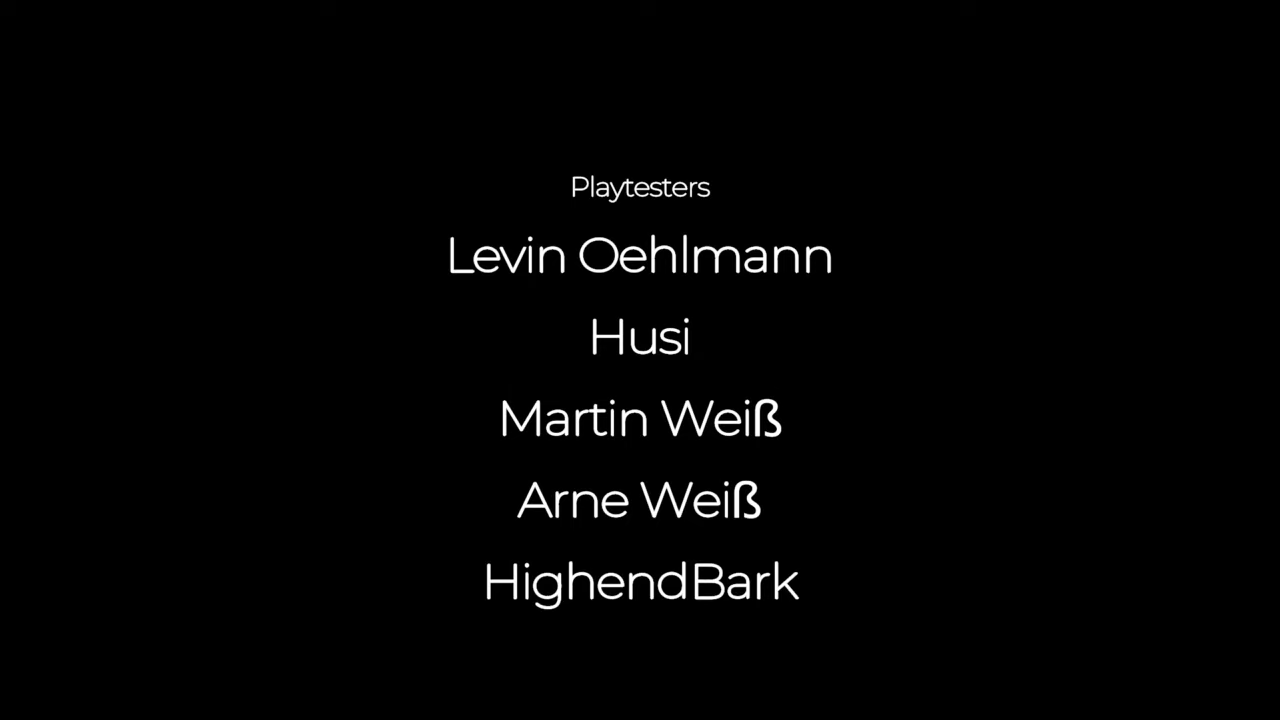 Playtesters
Levin Oehlmann
Husi
Martin Weiß
Arne Weiß
HighendBark